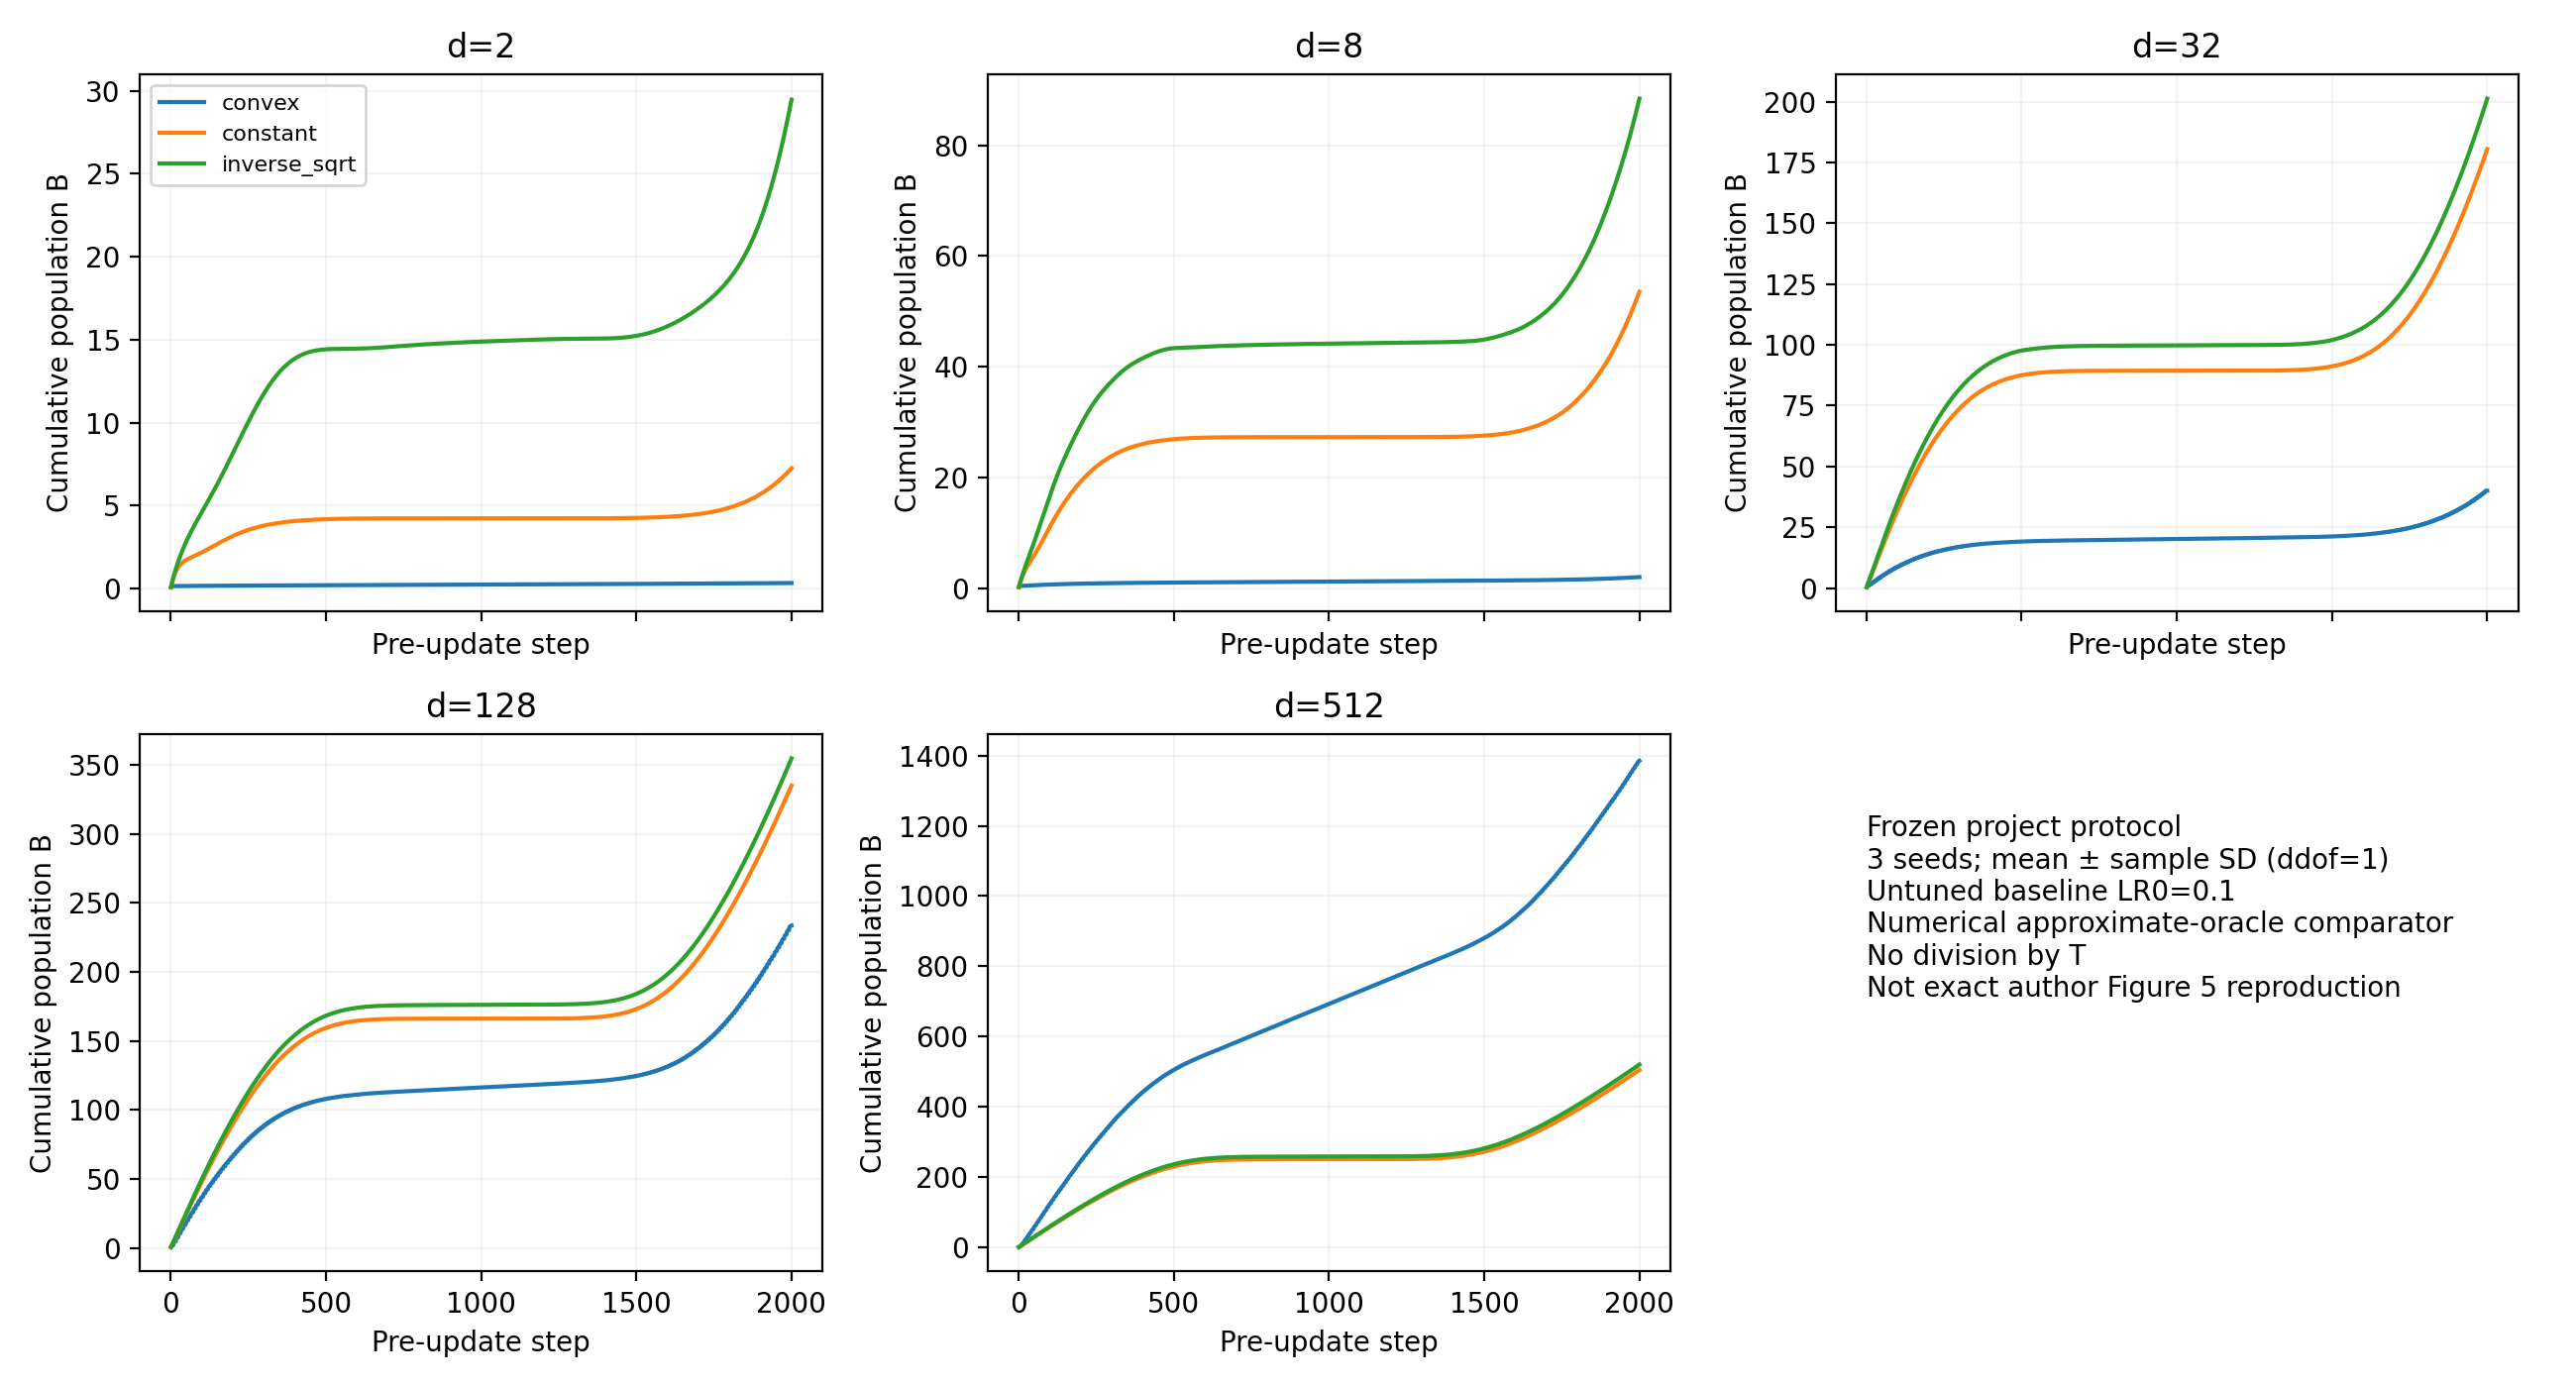 d=2
30
25
20
15
10
5
0
Cumulative population B
convex
constant
inverse_sqrt
Pre-update step
d=8
80
60
40
20
0
Cumulative population B
Pre-update step
d=32
200
175
150
125
100
75
50
25
0
Cumulative population B
Pre-update step
d=128
350
300
250
200
150
100
50
0
Cumulative population B
0 500 1000 1500 2000
Pre-update step
d=512
1400
1200
1000
800
600
400
200
0
Cumulative population B
0 500 1000 1500 2000
Pre-update step
Frozen project protocol
3 seeds; mean ± sample SD (ddof=1)
Untuned baseline LR0=0.1
Numerical approximate-oracle comparator
No division by T
Not exact author Figure 5 reproduction